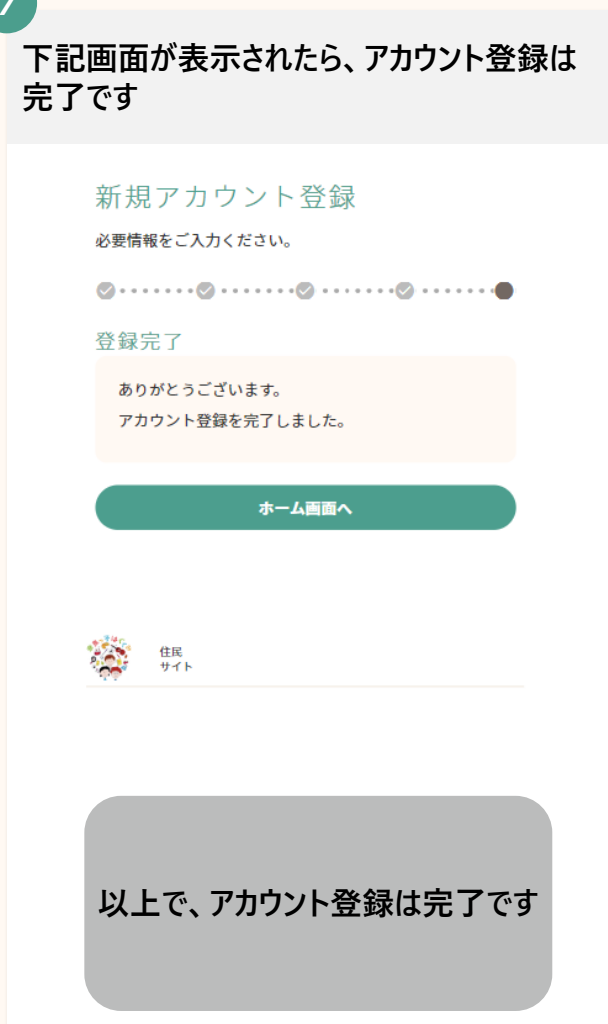 下記画面が表示されたら、アカウント登録は
完了です
新規アカウント登録
必要情報をご入力ください。
登録完了
ありがとうございます。
アカウント登録を完了しました。
ホーム画面へ
住民
サイト
以上で、アカウント登録は完了です